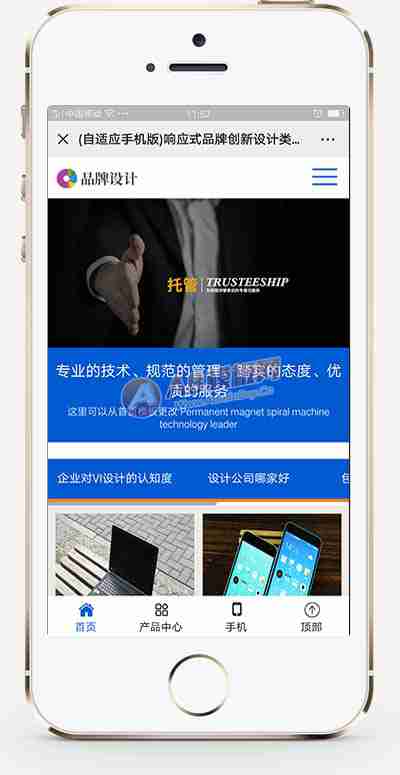 中国移动
11:52
(自适应手机版)响应式品牌创新设计类...
品牌设计
托管 TRUSTEESHIP
专业的技术、规范的管理、踏实的态度、优
质的服务
这里可以从首页模板更改 Permanent magnet spiral machine
technology leader
企业对VI设计的认知度
设计公司哪家好
首页
产品中心
手机
顶部